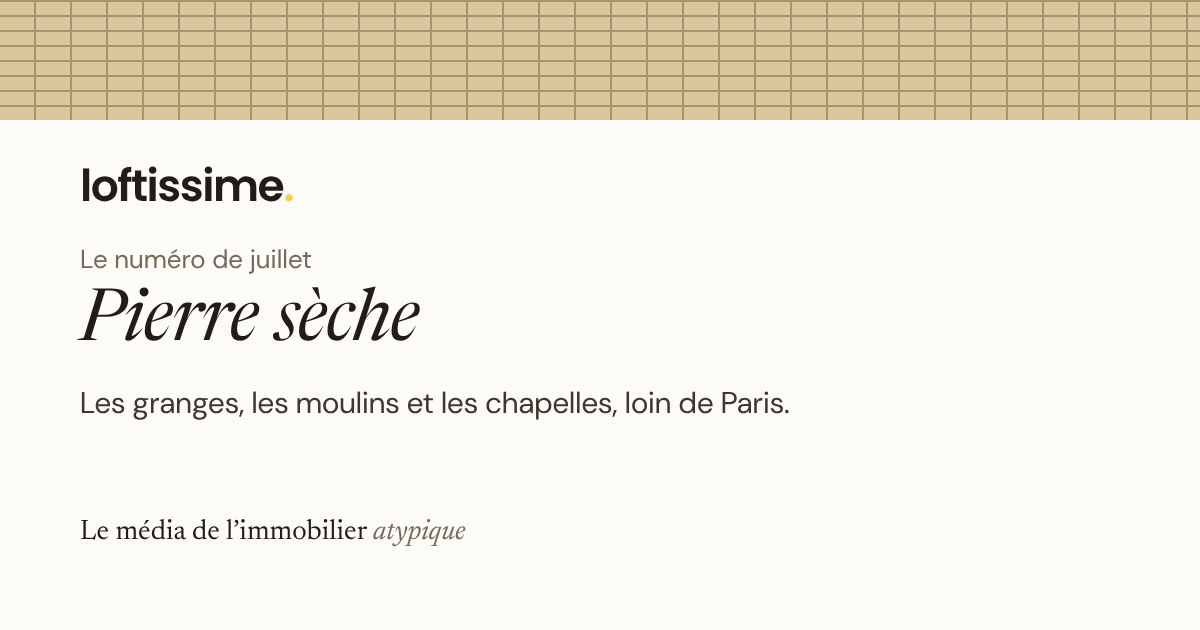 loftissime.
Le numéro de juillet
Pierre sèche
Les granges, les moulins et les chapelles, loin de Paris.
Le média de l’immobilier atypique